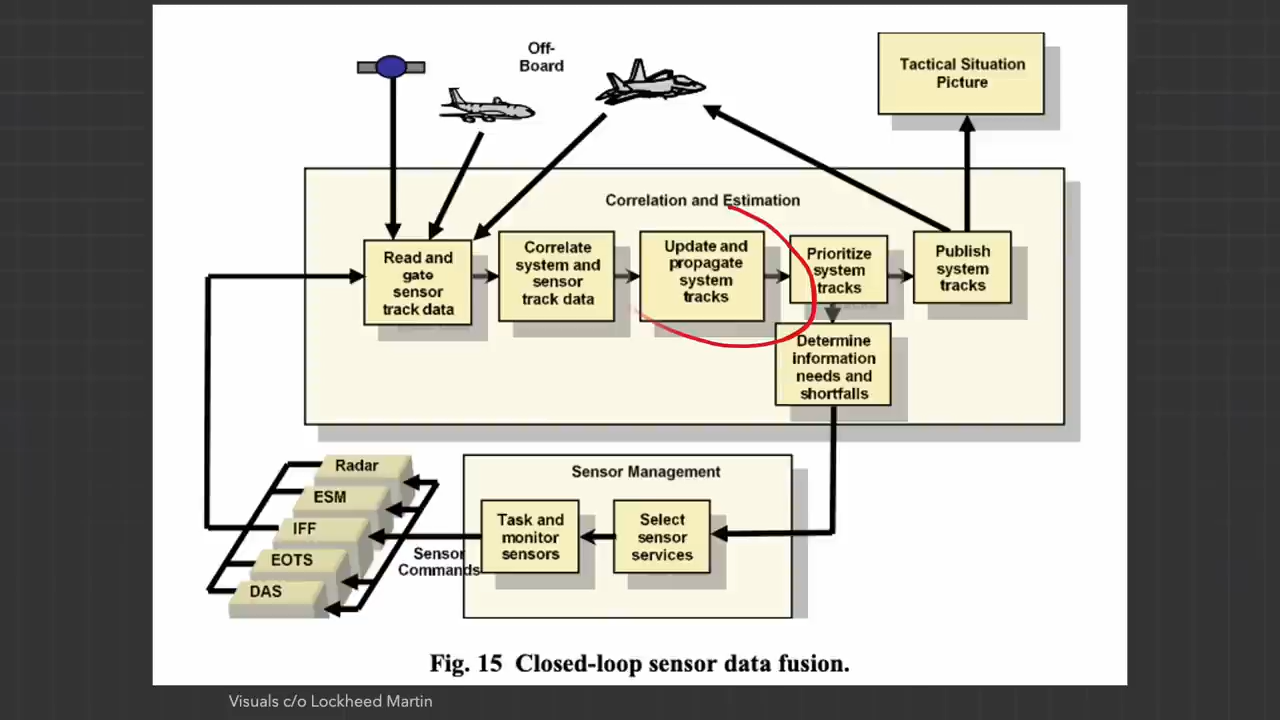 Off-
Board
Tactical Situation
Picture
Correlation and Estimation
Read and
gate
sensor
track data
Correlate
system and
sensor
track data
Update and
propagate
system
tracks
Prioritize
system
tracks
Publish
system
tracks
Determine
information
needs and
shortfalls
Radar
ESM
IFF
EOTS
DAS
Sensor
Commands
Sensor Management
Task and
monitor
sensors
Select
sensor
services
Fig. 15 Closed-loop sensor data fusion.
Visuals c/o Lockheed Martin